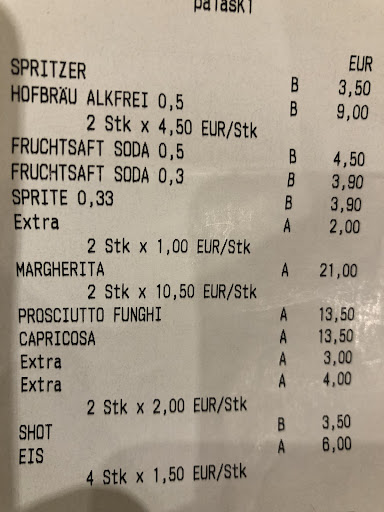 palaski
EUR
SPRITZER B 3,50
HOFBRÄU ALKFREI 0,5 B 9,00
2 Stk x 4,50 EUR/Stk
FRUCHTSAFT SODA 0,5 B 4,50
FRUCHTSAFT SODA 0,3 B 3,90
SPRITE 0,33 B 3,90
Extra A 2,00
2 Stk x 1,00 EUR/Stk
MARGHERITA A 21,00
2 Stk x 10,50 EUR/Stk
PROSCIUTTO FUNGHI A 13,50
CAPRICOSA A 13,50
Extra A 3,00
Extra A 4,00
2 Stk x 2,00 EUR/Stk
SHOT B 3,50
EIS A 6,00
4 Stk x 1,50 EUR/Stk